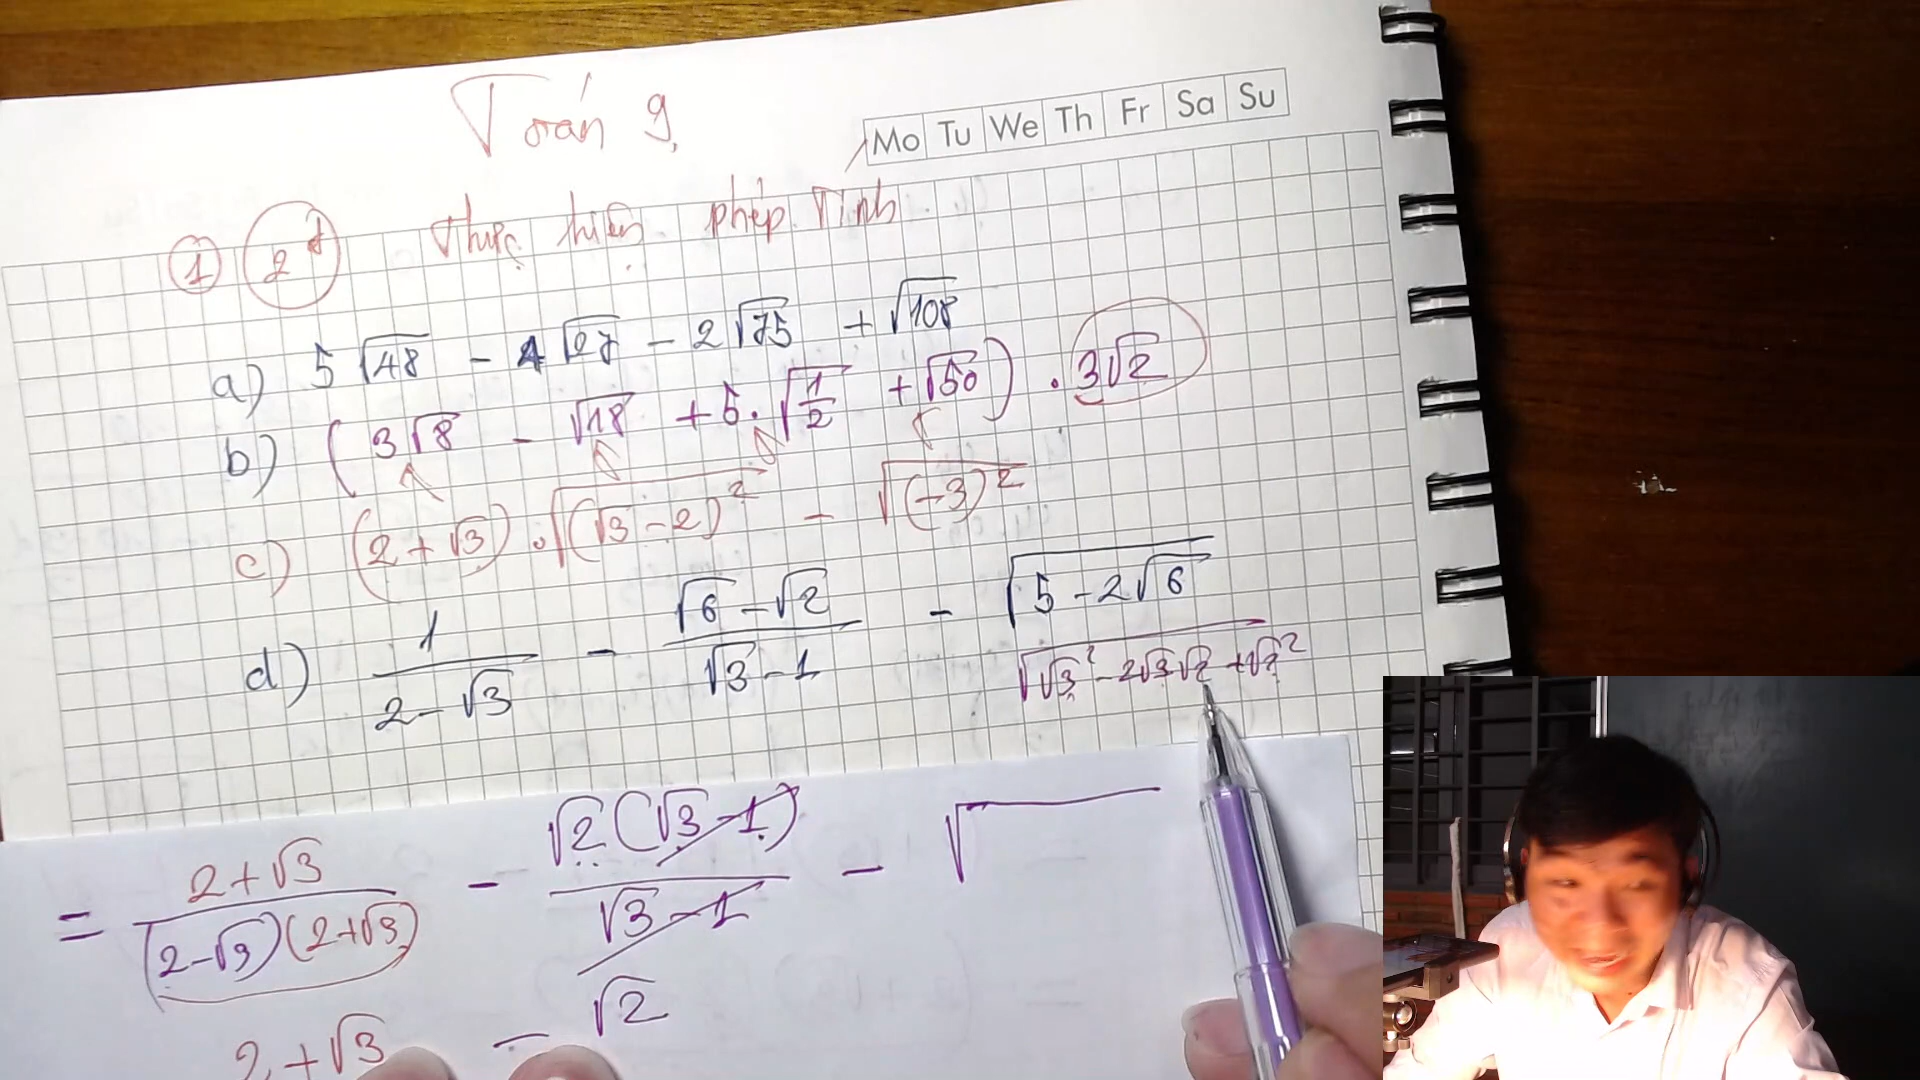 Toán 9
Mo Tu We Th Fr Sa Su
① 2đ Thực hiện phép tính
a) 5√48 - 4√27 - 2√75 + √108
b) (3√8 - √18 + 5.√(1/2) + √50) . 3√2
c) (2 + √3).√((√3 - 2)²) - √((-3)²)
d) 1/(2 - √3) - (√6 - √2)/(√3 - 1) - √(5 - 2√6)
√(√3² - 2√3√2 + √2²)
= (2 + √3)/((2 - √3)(2 + √3)) - √2(√3 - 1)/(√3 - 1) - √
2 + √3 - √2